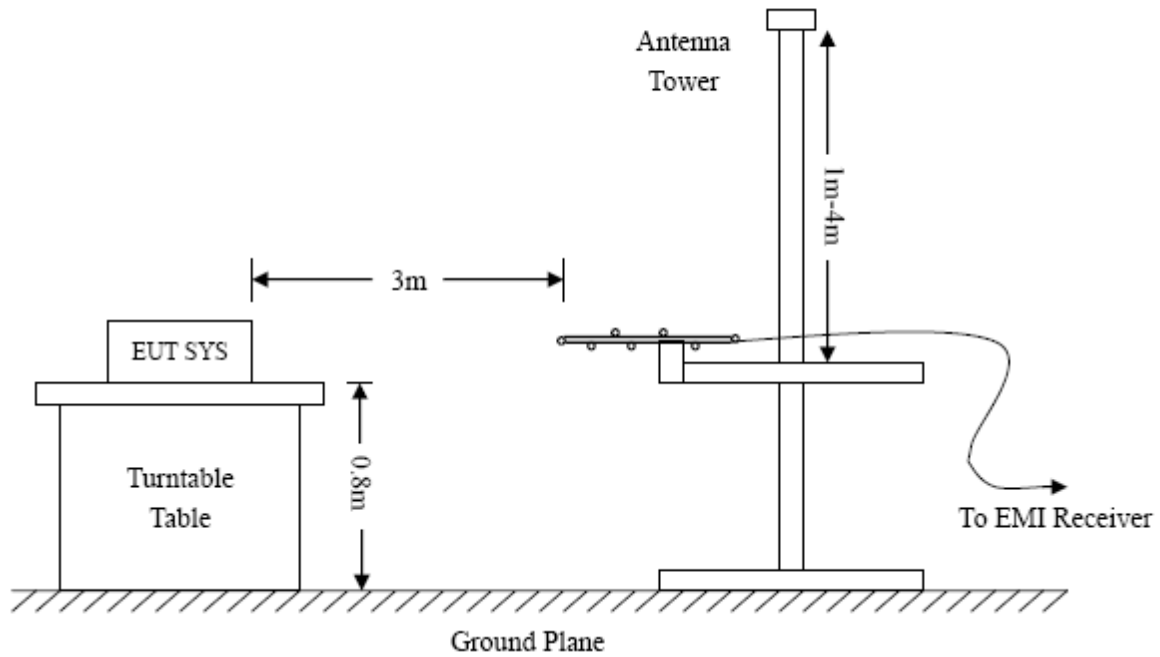 Antenna
Tower
1m-4m
3m
EUT SYS
0.8m
Turntable
Table
To EMI Receiver
Ground Plane